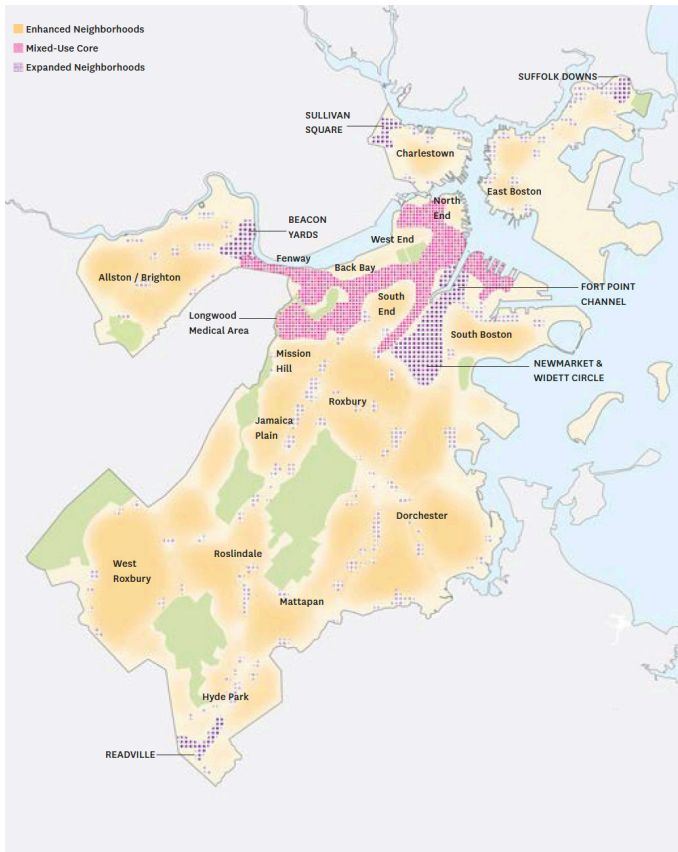 Enhanced Neighborhoods
Mixed-Use Core
Expanded Neighborhoods
SUFFOLK DOWNS
SULLIVAN
SQUARE
Charlestown
East Boston
North
End
BEACON
YARDS
West End
Fenway
Back Bay
Allston / Brighton
FORT POINT
CHANNEL
South
End
Longwood
Medical Area
South Boston
Mission
Hill
NEWMARKET &
WIDETT CIRCLE
Roxbury
Jamaica
Plain
Dorchester
Roslindale
West
Roxbury
Mattapan
Hyde Park
READVILLE